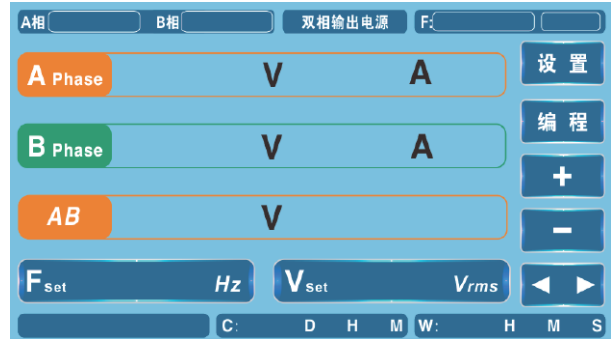 A相 B相 双相输出电源 F:
A Phase V A 设置
B Phase V A 编程
+
AB V
−
Fset Hz Vset Vrms ◀ ▶
C: D H M W: H M S